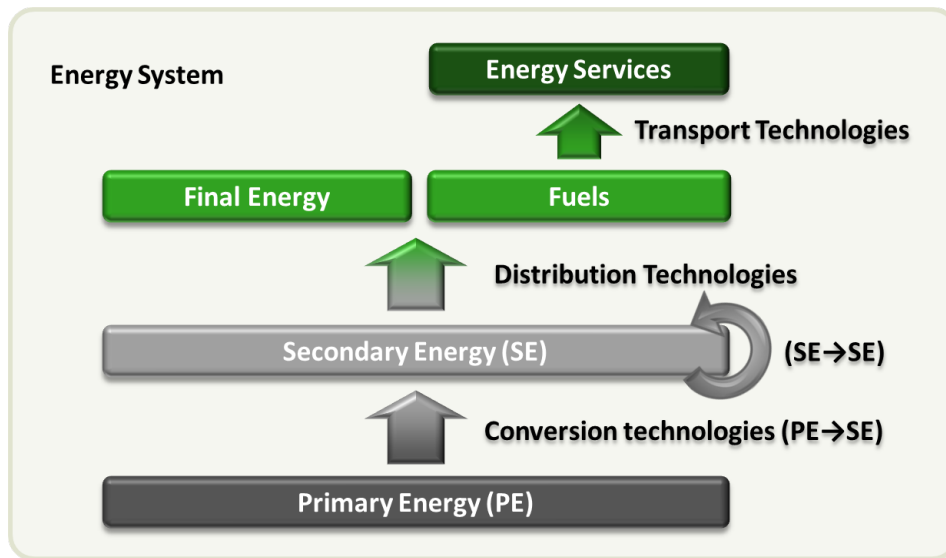 Energy System
Energy Services
Transport Technologies
Final Energy
Fuels
Distribution Technologies
Secondary Energy (SE)
(SE→SE)
Conversion technologies (PE→SE)
Primary Energy (PE)